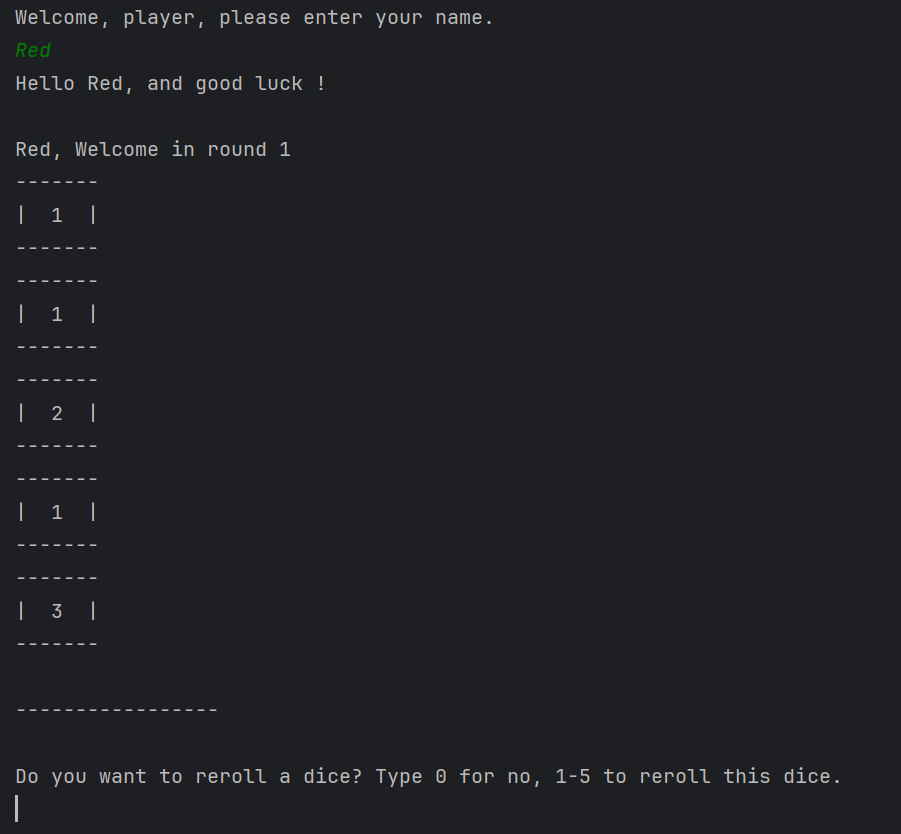 Welcome, player, please enter your name.
Red
Hello Red, and good luck !
Red, Welcome in round 1
-------
|  1  |
-------
-------
|  1  |
-------
-------
|  2  |
-------
-------
|  1  |
-------
-------
|  3  |
-------
-----------------
Do you want to reroll a dice? Type 0 for no, 1-5 to reroll this dice.